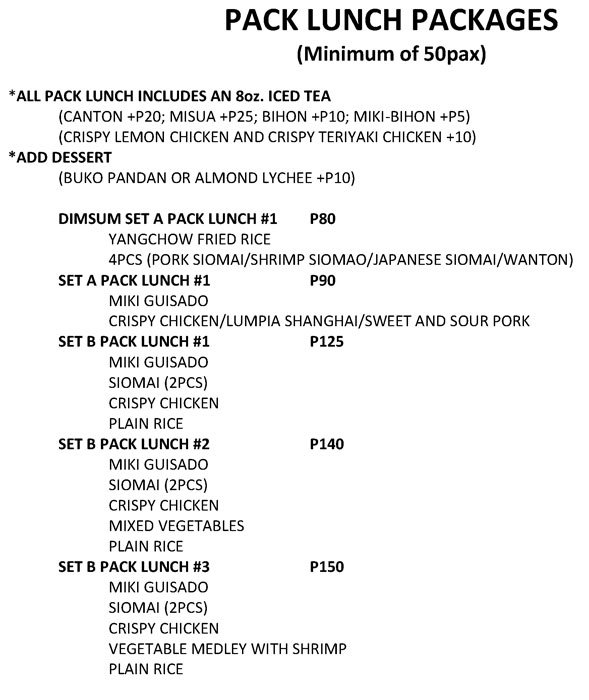 PACK LUNCH PACKAGES
(Minimum of 50pax)
*ALL PACK LUNCH INCLUDES AN 8oz. ICED TEA
(CANTON +P20; MISUA +P25; BIHON +P10; MIKI-BIHON +P5)
(CRISPY LEMON CHICKEN AND CRISPY TERIYAKI CHICKEN +10)
*ADD DESSERT
(BUKO PANDAN OR ALMOND LYCHEE +P10)
DIMSUM SET A PACK LUNCH #1 P80
YANGCHOW FRIED RICE
4PCS (PORK SIOMAI/SHRIMP SIOMAO/JAPANESE SIOMAI/WANTON)
SET A PACK LUNCH #1 P90
MIKI GUISADO
CRISPY CHICKEN/LUMPIA SHANGHAI/SWEET AND SOUR PORK
SET B PACK LUNCH #1 P125
MIKI GUISADO
SIOMAI (2PCS)
CRISPY CHICKEN
PLAIN RICE
SET B PACK LUNCH #2 P140
MIKI GUISADO
SIOMAI (2PCS)
CRISPY CHICKEN
MIXED VEGETABLES
PLAIN RICE
SET B PACK LUNCH #3 P150
MIKI GUISADO
SIOMAI (2PCS)
CRISPY CHICKEN
VEGETABLE MEDLEY WITH SHRIMP
PLAIN RICE